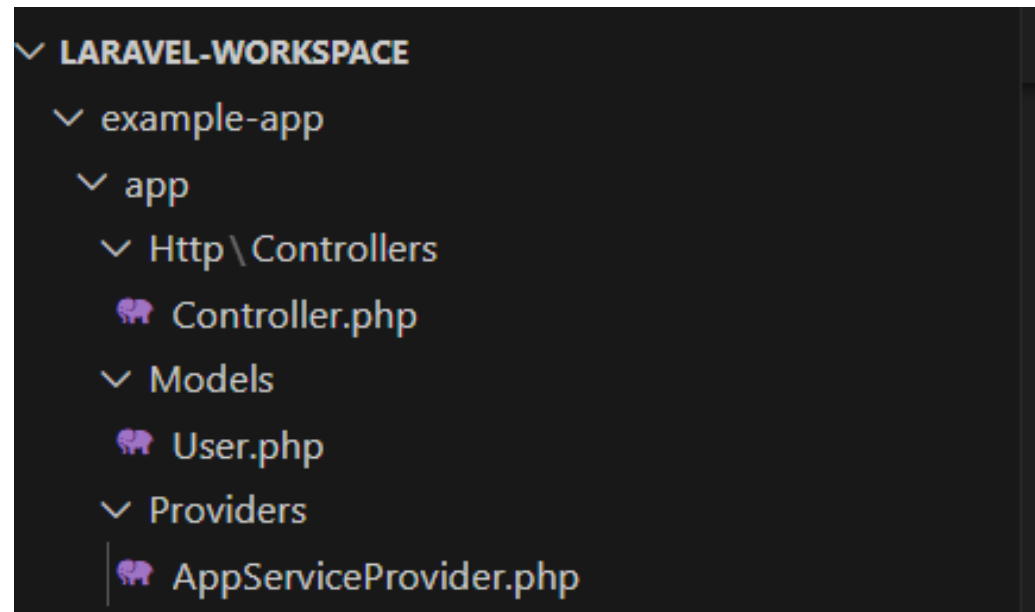 LARAVEL-WORKSPACE
example-app
app
Http\Controllers
Controller.php
Models
User.php
Providers
AppServiceProvider.php